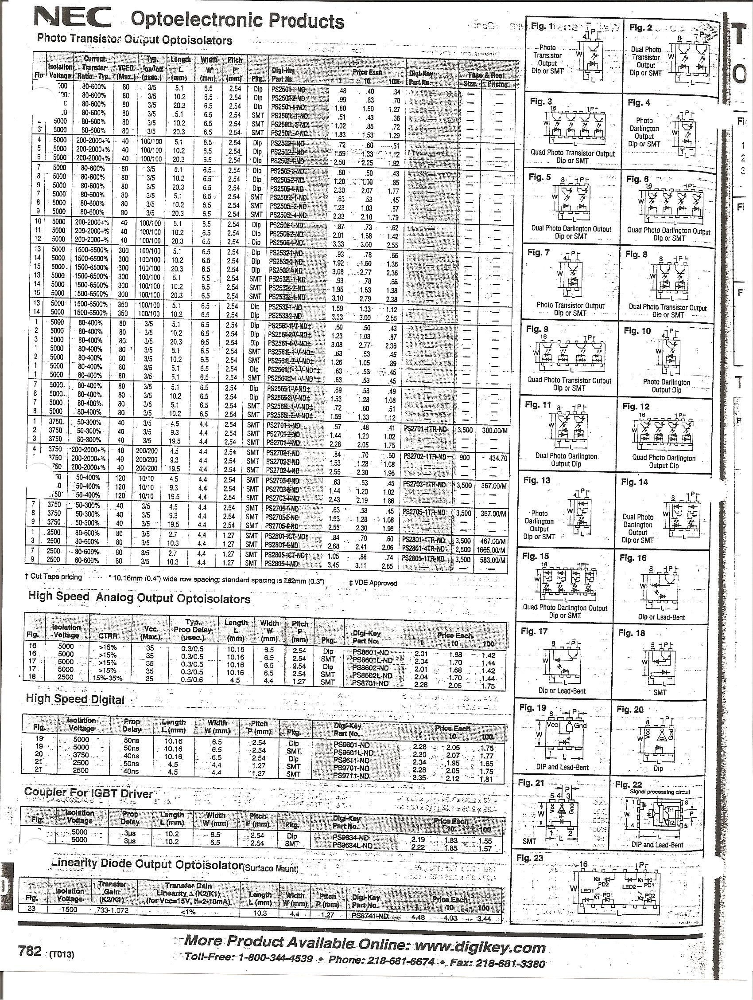 NEC Optoelectronic Products
Photo Transistor Output Optoisolators
Isolation Voltage Current Transfer Ratio - Typ. VCEO (Max.) Typ. ton/toff (µsec.) Length L (mm) Width W (mm) Pitch P (mm) Pkg. Digi-Key Part No. Price Each 1 10 100 Digi-Key Part No. Tape & Reel Size Pricing
80-600% 80 3/5 5.1 6.5 2.54 Dip PS2501-1-ND .48 .40 .34 — —
80-600% 80 3/5 10.2 6.5 2.54 Dip PS2501-2-ND .99 .83 .70 — — —
80-600% 80 3/5 20.3 6.5 2.54 Dip PS2501-4-ND 1.80 1.50 1.27 — — —
80-600% 80 3/5 5.1 6.5 2.54 SMT PS2501L-1-ND .51 .43 .36 — — —
5000 80-600% 80 3/5 10.2 6.5 2.54 SMT PS2501L-2-ND 1.02 .85 .72 — — —
3 5000 80-600% 80 3/5 20.3 6.5 2.54 SMT PS2501L-4-ND 1.83 1.53 1.29 — — —
4 5000 200-2000+% 40 100/100 5.1 6.5 2.54 Dip PS2502-1-ND .72 .60 .51 — — —
5 5000 200-2000+% 40 100/100 10.2 6.5 2.54 Dip PS2502-2-ND 1.59 1.33 1.12 — — —
6 5000 200-2000+% 40 100/100 20.3 6.5 2.54 Dip PS2502-4-ND 2.50 2.25 1.92 — — —
7 5000 80-600% 80 3/5 5.1 6.5 2.54 Dip PS2505-1-ND .60 .50 .43 — — —
8 5000 80-600% 80 3/5 10.2 6.5 2.54 Dip PS2505-2-ND 1.20 1.00 .85 — — —
9 5000 80-600% 80 3/5 20.3 6.5 2.54 Dip PS2505-4-ND 2.30 2.07 1.77 — — —
7 5000 80-600% 80 3/5 5.1 6.5 2.54 SMT PS2505L-1-ND .63 .53 .45 — — —
8 5000 80-600% 80 3/5 10.2 6.5 2.54 SMT PS2505L-2-ND 1.23 1.03 .87 — — —
9 5000 80-600% 80 3/5 20.3 6.5 2.54 SMT PS2505L-4-ND 2.33 2.10 1.79 — — —
10 5000 200-2000+% 40 100/100 5.1 6.5 2.54 Dip PS2506-1-ND .87 .73 .62 — — —
11 5000 200-2000+% 40 100/100 10.2 6.5 2.54 Dip PS2506-2-ND 2.01 1.68 1.42 — — —
12 5000 200-2000+% 40 100/100 20.3 6.5 2.54 Dip PS2506-4-ND 3.33 3.00 2.55 — — —
13 5000 1500-6500% 300 100/100 5.1 6.5 2.54 Dip PS2532-1-ND .93 .78 .66 — — —
14 5000 1500-6500% 300 100/100 10.2 6.5 2.54 Dip PS2532-2-ND 1.92 1.60 1.36 — — —
15 5000 1500-6500% 300 100/100 20.3 6.5 2.54 Dip PS2532-4-ND 3.08 2.77 2.36 — — —
13 5000 1500-6500% 300 100/100 5.1 6.5 2.54 SMT PS2532L-1-ND .93 .78 .66 — — —
14 5000 1500-6500% 300 100/100 10.2 6.5 2.54 SMT PS2532L-2-ND 1.95 1.63 1.38 — — —
15 5000 1500-6500% 300 100/100 20.3 6.5 2.54 SMT PS2532L-4-ND 3.10 2.79 2.38 — — —
13 5000 1500-6500% 350 100/100 5.1 6.5 2.54 Dip PS2533-1-ND 1.59 1.33 1.12 — — —
14 5000 1500-6500% 350 100/100 10.2 6.5 2.54 Dip PS2533-2-ND 3.33 3.00 2.55 — — —
1 5000 80-400% 80 3/5 5.1 6.5 2.54 Dip PS2561-1-V-ND‡ .60 .50 .43 — — —
2 5000 80-400% 80 3/5 10.2 6.5 2.54 Dip PS2561-2-V-ND‡ 1.23 1.03 .87 — — —
3 5000 80-400% 80 3/5 20.3 6.5 2.54 Dip PS2561-4-V-ND‡ 3.08 2.77 2.36 — — —
1 5000 80-400% 80 3/5 5.1 6.5 2.54 SMT PS2561L-1-V-ND‡ .63 .53 .45 — — —
2 5000 80-400% 80 3/5 10.2 6.5 2.54 SMT PS2561L-2-V-ND‡ 1.26 1.05 .89 — — —
1 5000 80-400% 80 3/5 5.1 6.5 2.54 Dip PS2561L1-1-V-ND*‡ .63 .53 .45 — — —
1 5000 80-400% 80 3/5 5.1 6.5 2.54 SMT PS2561L2-1-V-ND*‡ .63 .53 .45 — — —
7 5000 80-400% 80 3/5 5.1 6.5 2.54 Dip PS2565-1-V-ND‡ .69 .58 .49 — — —
8 5000 80-400% 80 3/5 10.2 6.5 2.54 Dip PS2565-2-V-ND‡ 1.53 1.28 1.08 — — —
7 5000 80-400% 80 3/5 5.1 6.5 2.54 SMT PS2565L-1-V-ND‡ .72 .60 .51 — — —
8 5000 80-400% 80 3/5 10.2 6.5 2.54 SMT PS2565L-2-V-ND‡ 1.59 1.33 1.12 — — —
1 3750 50-300% 40 3/5 4.5 4.4 2.54 SMT PS2701-1-ND .57 .48 .41 PS2701-1TR-ND 3,500 300.00/M
2 3750 50-300% 40 3/5 9.3 4.4 2.54 SMT PS2701-2-ND 1.44 1.20 1.02 — — —
3 3750 50-300% 40 3/5 19.5 4.4 2.54 SMT PS2701-4-ND 2.28 2.05 1.75 — — —
4 3750 200-2000+% 40 200/200 4.5 4.4 2.54 SMT PS2702-1-ND .84 .70 .60 PS2702-1TR-ND 900 434.70
3750 200-2000+% 40 200/200 9.3 4.4 2.54 SMT PS2702-2-ND 1.53 1.28 1.08 — — —
750 200-2000+% 40 200/200 19.5 4.4 2.54 SMT PS2702-4-ND 2.55 2.30 1.96 — — —
50-400% 120 10/10 4.5 4.4 2.54 SMT PS2703-1-ND .63 .53 .45 PS2703-1TR-ND 3,500 367.00/M
50-400% 120 10/10 9.3 4.4 2.54 SMT PS2703-2-ND 1.44 1.20 1.02 — — —
50-400% 120 10/10 19.5 4.4 2.54 SMT PS2703-4-ND 2.43 2.19 1.86 — — —
7 3750 50-300% 40 3/5 4.5 4.4 2.54 SMT PS2705-1-ND .63 .53 .45 PS2705-1TR-ND 3,500 367.00/M
8 3750 50-300% 40 3/5 9.3 4.4 2.54 SMT PS2705-2-ND 1.53 1.28 1.08 — — —
9 3750 50-300% 40 3/5 19.5 4.4 2.54 SMT PS2705-4-ND 2.55 2.30 1.96 — — —
1 2500 80-600% 80 3/5 2.7 4.4 1.27 SMT PS2801-1CT-ND† .84 .70 .60 PS2801-1TR-ND 3,500 467.00/M
3 2500 80-600% 80 3/5 10.3 4.4 1.27 SMT PS2801-4-ND 2.68 2.41 2.06 PS2801-4TR-ND 2,500 1665.00/M
7 2500 80-600% 80 3/5 2.7 4.4 1.27 SMT PS2805-1CT-ND† 1.05 .88 .74 PS2805-1TR-ND 3,500 583.00/M
9 2500 80-600% 80 3/5 10.3 4.4 1.27 SMT PS2805-4-ND 3.45 3.11 2.65 — — —
† Cut Tape pricing * 10.16mm (0.4") wide row spacing; standard spacing is 7.62mm (0.3") ‡ VDE Approved
High Speed Analog Output Optoisolators
Fig. Isolation Voltage CTRR Vcc (Max.) Typ. Prop Delay (µsec.) Length L (mm) Width W (mm) Pitch P (mm) Pkg. Digi-Key Part No. Price Each 1 10 100
16 5000 >15% 35 0.3/0.5 10.16 6.5 2.54 Dip PS8601-ND 2.01 1.68 1.42
16 5000 >15% 35 0.3/0.5 10.16 6.5 2.54 SMT PS8601L-ND 2.04 1.70 1.44
17 5000 >15% 35 0.3/0.5 10.16 6.5 2.54 Dip PS8602-ND 2.01 1.68 1.42
17 5000 >15% 35 0.3/0.5 10.16 6.5 2.54 SMT PS8602L-ND 2.04 1.70 1.44
18 2500 15%-35% 35 0.5/0.6 4.5 4.4 1.27 SMT PS8701-ND 2.28 2.05 1.75
High Speed Digital
Fig. Isolation Voltage Prop Delay Length L (mm) Width W (mm) Pitch P (mm) Pkg. Digi-Key Part No. Price Each 1 10 100
19 5000 50ns 10.16 6.5 2.54 Dip PS9601-ND 2.28 2.05 1.75
19 5000 50ns 10.16 6.5 2.54 SMT PS9601L-ND 2.30 2.07 1.77
20 3750 40ns 10.16 6.5 2.54 Dip PS9611-ND 2.34 1.95 1.65
21 2500 50ns 4.5 4.4 1.27 SMT PS9701-ND 2.28 2.05 1.75
21 2500 40ns 4.5 4.4 1.27 SMT PS9711-ND 2.35 2.12 1.81
Coupler For IGBT Driver
Fig. Isolation Voltage Prop Delay Length L (mm) Width W (mm) Pitch P (mm) Pkg. Digi-Key Part No. Price Each 1 10 100
5000 3µs 10.2 6.5 2.54 Dip PS9634-ND 2.19 1.83 1.55
5000 3µs 10.2 6.5 2.54 SMT PS9634L-ND 2.22 1.85 1.57
Linearity Diode Output Optoisolator (Surface Mount)
Fig. Isolation Voltage Transfer Gain (K2/K1) Transfer Gain Linearity Δ (K2/K1) (for Vcc=15V, If=2-10mA) Length L (mm) Width W (mm) Pitch P (mm) Digi-Key Part No. Price Each 1 10 100
23 1500 .733-1.072 <1% 10.3 4.4 1.27 PS8741-ND 4.48 4.03 3.44
Fig. 1
Photo Transistor Output Dip or SMT
4 P W 1 L
Fig. 2
Dual Photo Transistor Output Dip or SMT
8 P W 1 L
Fig. 3
16 P W 1 L
Quad Photo Transistor Output
Dip or SMT
Fig. 4
Photo Darlington Output Dip or SMT
4 P W L
Fig. 5
8 P W L
Dual Photo Darlington Output
Dip or SMT
Fig. 6
16 P W L
Quad Photo Darlington Output
Dip or SMT
Fig. 7
4 P W L
Photo Transistor Output
Dip or SMT
Fig. 8
8 P W L
Dual Photo Transistor Output
Dip or SMT
Fig. 9
16 P W L
Quad Photo Transistor Output
Dip or SMT
Fig. 10
4 P W L
Photo Darlington
Output Dip
Fig. 11
8 P W L
Dual Photo Darlington
Output Dip
Fig. 12
16 P W L
Quad Photo Darlington
Output Dip
Fig. 13
Photo Darlington Output Dip or SMT
4 P W L
Fig. 14
Dual Photo Darlington Output Dip or SMT
8 P W L
Fig. 15
16 P W L
Quad Photo Darlington Output
Dip or SMT
Fig. 16
8 P W 1 L
Dip or Lead-Bent
Fig. 17
8 P W 1 L
Dip or Lead-Bent
Fig. 18
5 P W 1 L
SMT
Fig. 19
8 P Vcc Gnd W 1 L
DIP and Lead-Bent
Fig. 20
8 P Vcc Gnd W 1 L
Dip
Fig. 21
P 5 4 3 Vcc Gnd W 1 2 L
SMT
Fig. 22
Signal processing circuit
1 8 W Tr1 P Tr2 4 5 L
DIP and Lead-Bent
Fig. 23
16 P
K2 PD2 K1 PD1
W LED1 LED2
K1 PD1 K2 PD2
1 L
782 (T013)
More Product Available Online: www.digikey.com
Toll-Free: 1-800-344-4539 • Phone: 218-681-6674 • Fax: 218-681-3380